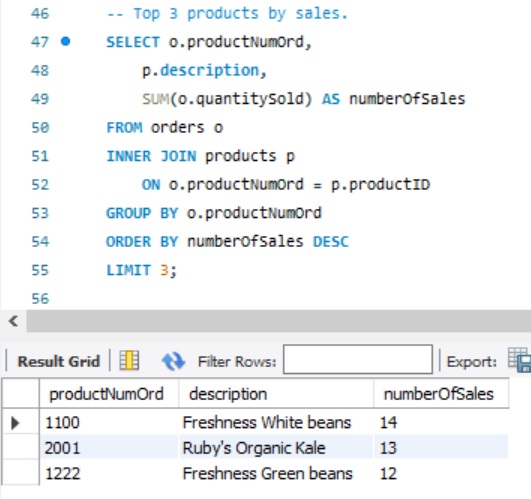 46 -- Top 3 products by sales.
47 SELECT o.productNumOrd,
48 p.description,
49 SUM(o.quantitySold) AS numberOfSales
50 FROM orders o
51 INNER JOIN products p
52 ON o.productNumOrd = p.productID
53 GROUP BY o.productNumOrd
54 ORDER BY numberOfSales DESC
55 LIMIT 3;
56
Result Grid Filter Rows: Export:
productNumOrd description numberOfSales
1100 Freshness White beans 14
2001 Ruby's Organic Kale 13
1222 Freshness Green beans 12